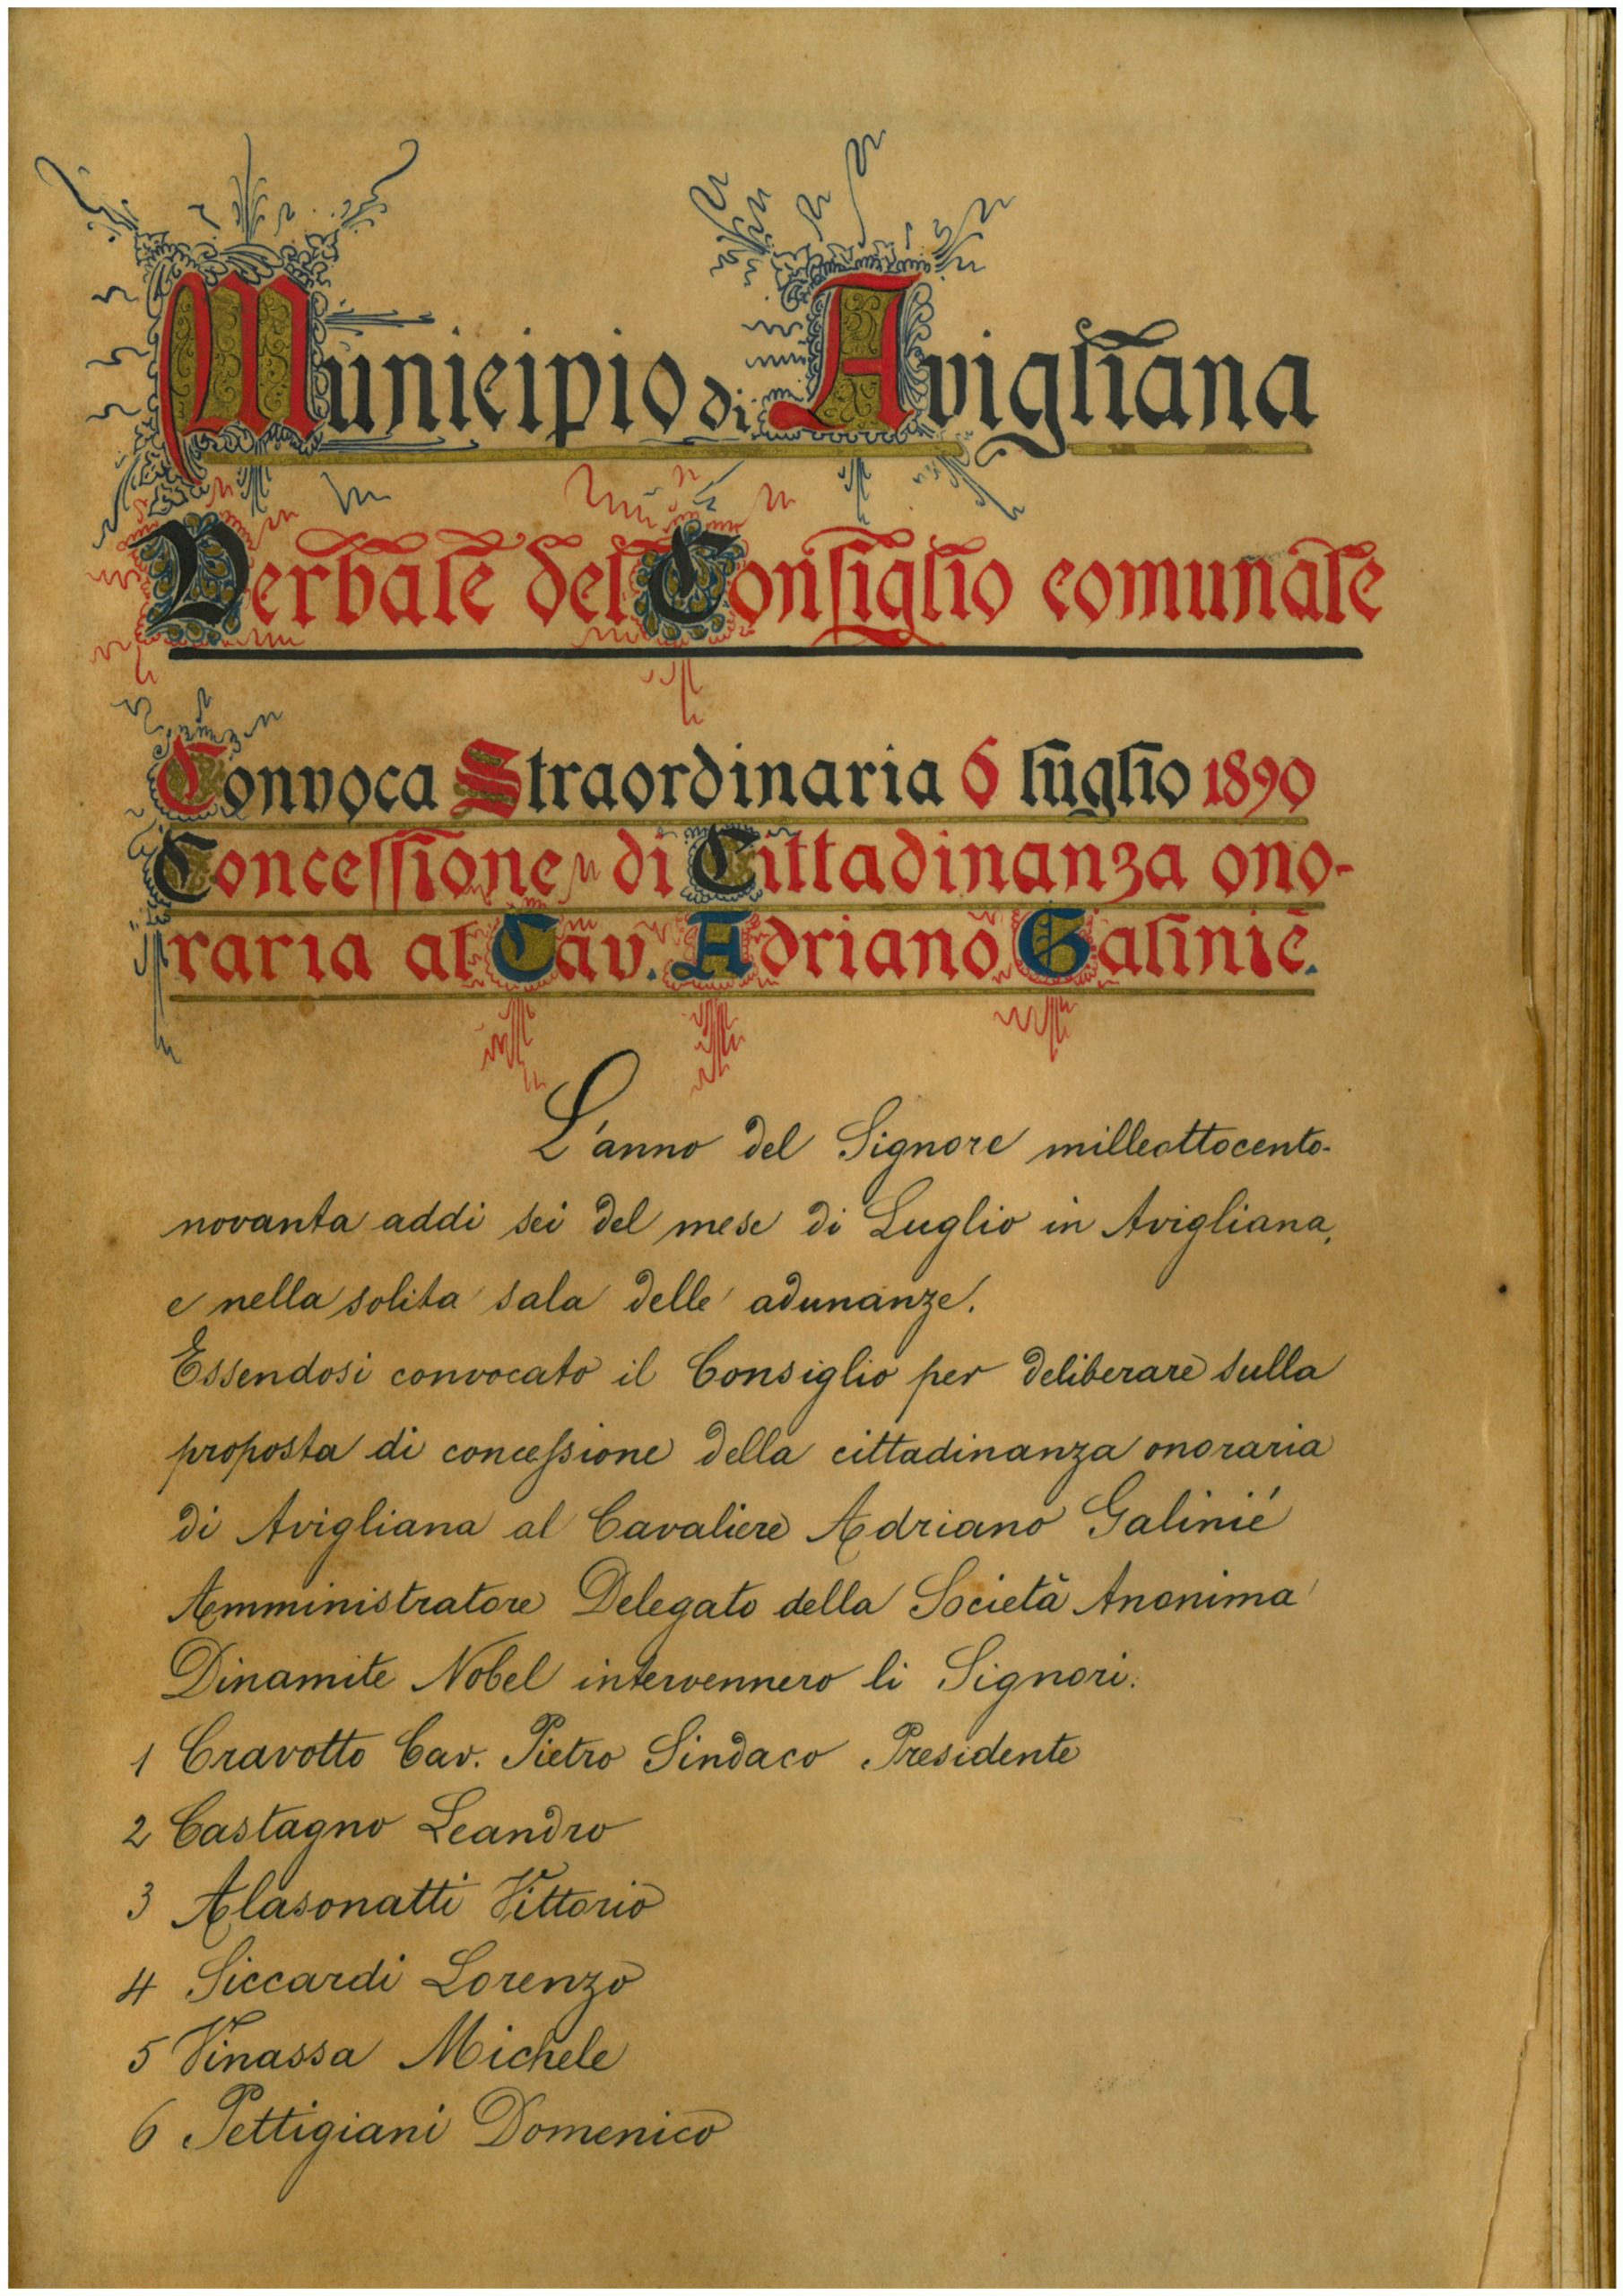 Municipio di Avigliana
Verbale del Consiglio comunale
Convoca Straordinaria 6 luglio 1890
Concessione di Cittadinanza ono-
raria al Cav. Adriano Galinié.
L'anno del Signore milleottocento-
novanta addi sei del mese di Luglio in Avigliana,
e nella solita sala delle adunanze.
Essendosi convocato il Consiglio per deliberare sulla
proposta di concessione della cittadinanza onoraria
di Avigliana al Cavaliere Adriano Galinié
Amministratore Delegato della Società Anonima
Dinamite Nobel intervennero li Signori:
1 Cravotto Cav. Pietro Sindaco Presidente
2 Castagno Leandro
3 Alasonatti Vittorio
4 Siccardi Lorenzo
5 Vinassa Michele
6 Pettigiani Domenico